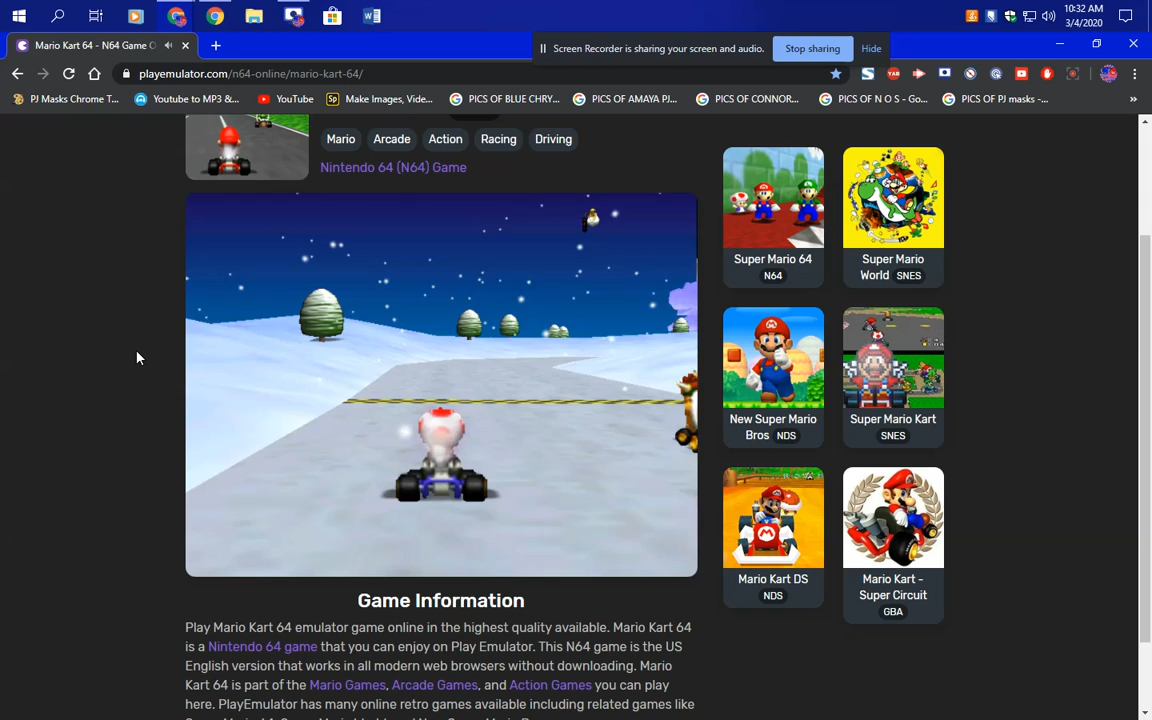 10:32 AM
3/4/2020
Mario Kart 64 - N64 Game O
Screen Recorder is sharing your screen and audio.
Stop sharing
Hide
playemulator.com/n64-online/mario-kart-64/
PJ Masks Chrome T...
Youtube to MP3 &...
YouTube
Sp
Make Images, Vide...
PICS OF BLUE CHRY...
PICS OF AMAYA PJ...
PICS OF CONNOR...
PICS OF N O S - Go...
PICS OF PJ masks -...
Mario
Arcade
Action
Racing
Driving
Nintendo 64 (N64) Game
Super Mario 64
N64
Super Mario
World SNES
New Super Mario
Bros NDS
Super Mario Kart
SNES
Mario Kart DS
NDS
Mario Kart -
Super Circuit
GBA
Game Information
Play Mario Kart 64 emulator game online in the highest quality available. Mario Kart 64
is a Nintendo 64 game that you can enjoy on Play Emulator. This N64 game is the US
English version that works in all modern web browsers without downloading. Mario
Kart 64 is part of the Mario Games, Arcade Games, and Action Games you can play
here. PlayEmulator has many online retro games available including related games like